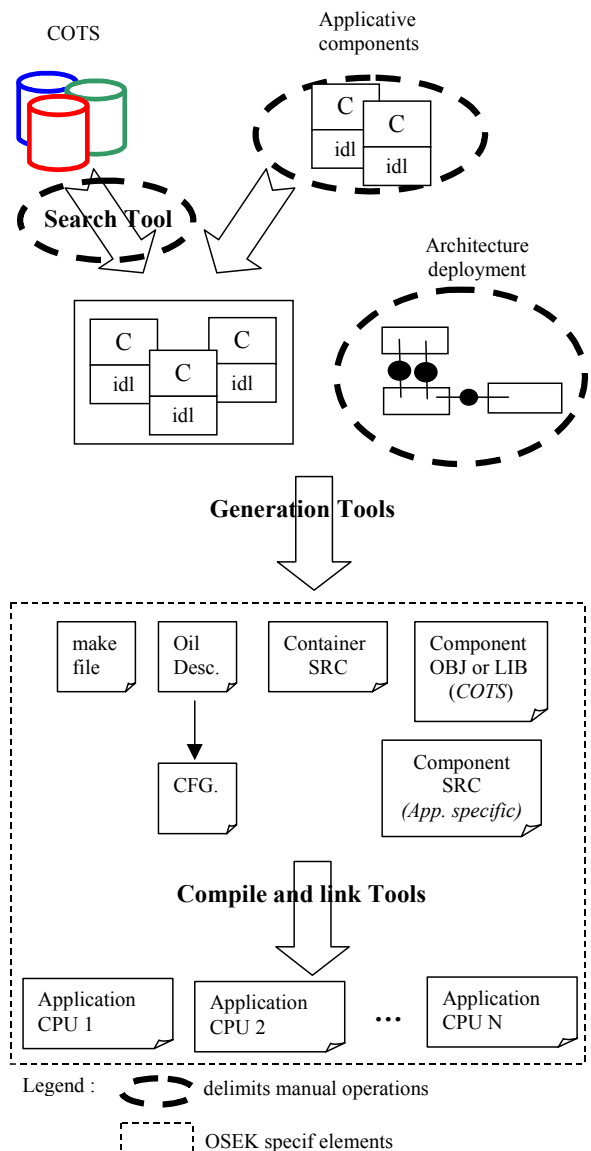 COTS
Applicative
components
C
idl
C
idl
Search Tool
Architecture
deployment
C
idl
C
idl
C
idl
Generation Tools
make
file
Oil
Desc.
Container
SRC
Component
OBJ or LIB
(COTS)
CFG.
Component
SRC
(App. specific)
Compile and link Tools
Application
CPU 1
Application
CPU 2
...
Application
CPU N
Legend :
delimits manual operations
OSEK specif elements